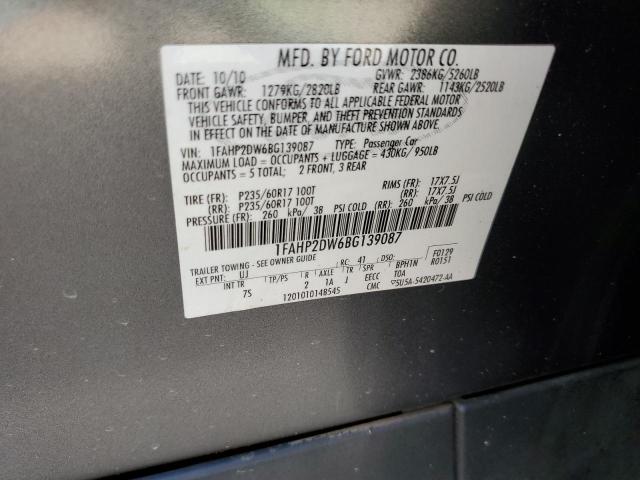 MFD. BY FORD MOTOR CO.
DATE: 10/10 GVWR: 2386KG/5260LB
FRONT GAWR: 1279KG/2820LB REAR GAWR: 1143KG/2520LB
THIS VEHICLE CONFORMS TO ALL APPLICABLE FEDERAL MOTOR
VEHICLE SAFETY, BUMPER, AND THEFT PREVENTION STANDARDS
IN EFFECT ON THE DATE OF MANUFACTURE SHOWN ABOVE.
VIN: 1FAHP2DW6BG139087 TYPE: Passenger Car
MAXIMUM LOAD = OCCUPANTS + LUGGAGE = 430KG/ 950LB
OCCUPANTS = 5 TOTAL; 2 FRONT, 3 REAR
TIRE (FR): P235/60R17 100T RIMS (FR): 17X7.5J
(RR): P235/60R17 100T (RR): 17X7.5J
PRESSURE (FR): 260 kPa/ 38 PSI COLD (RR): 260 kPa/ 38 PSI COLD
1FAHP2DW6BG139087
TRAILER TOWING - SEE OWNER GUIDE RC: 41 DSO: F0129
EXT PNT: UJ BPH1N R0151
INT TR TP/PS R AXLE TR SPR T0A
7S 2 1A J EECC
1201010148545 CMC ▽5U5A-5420472-AA